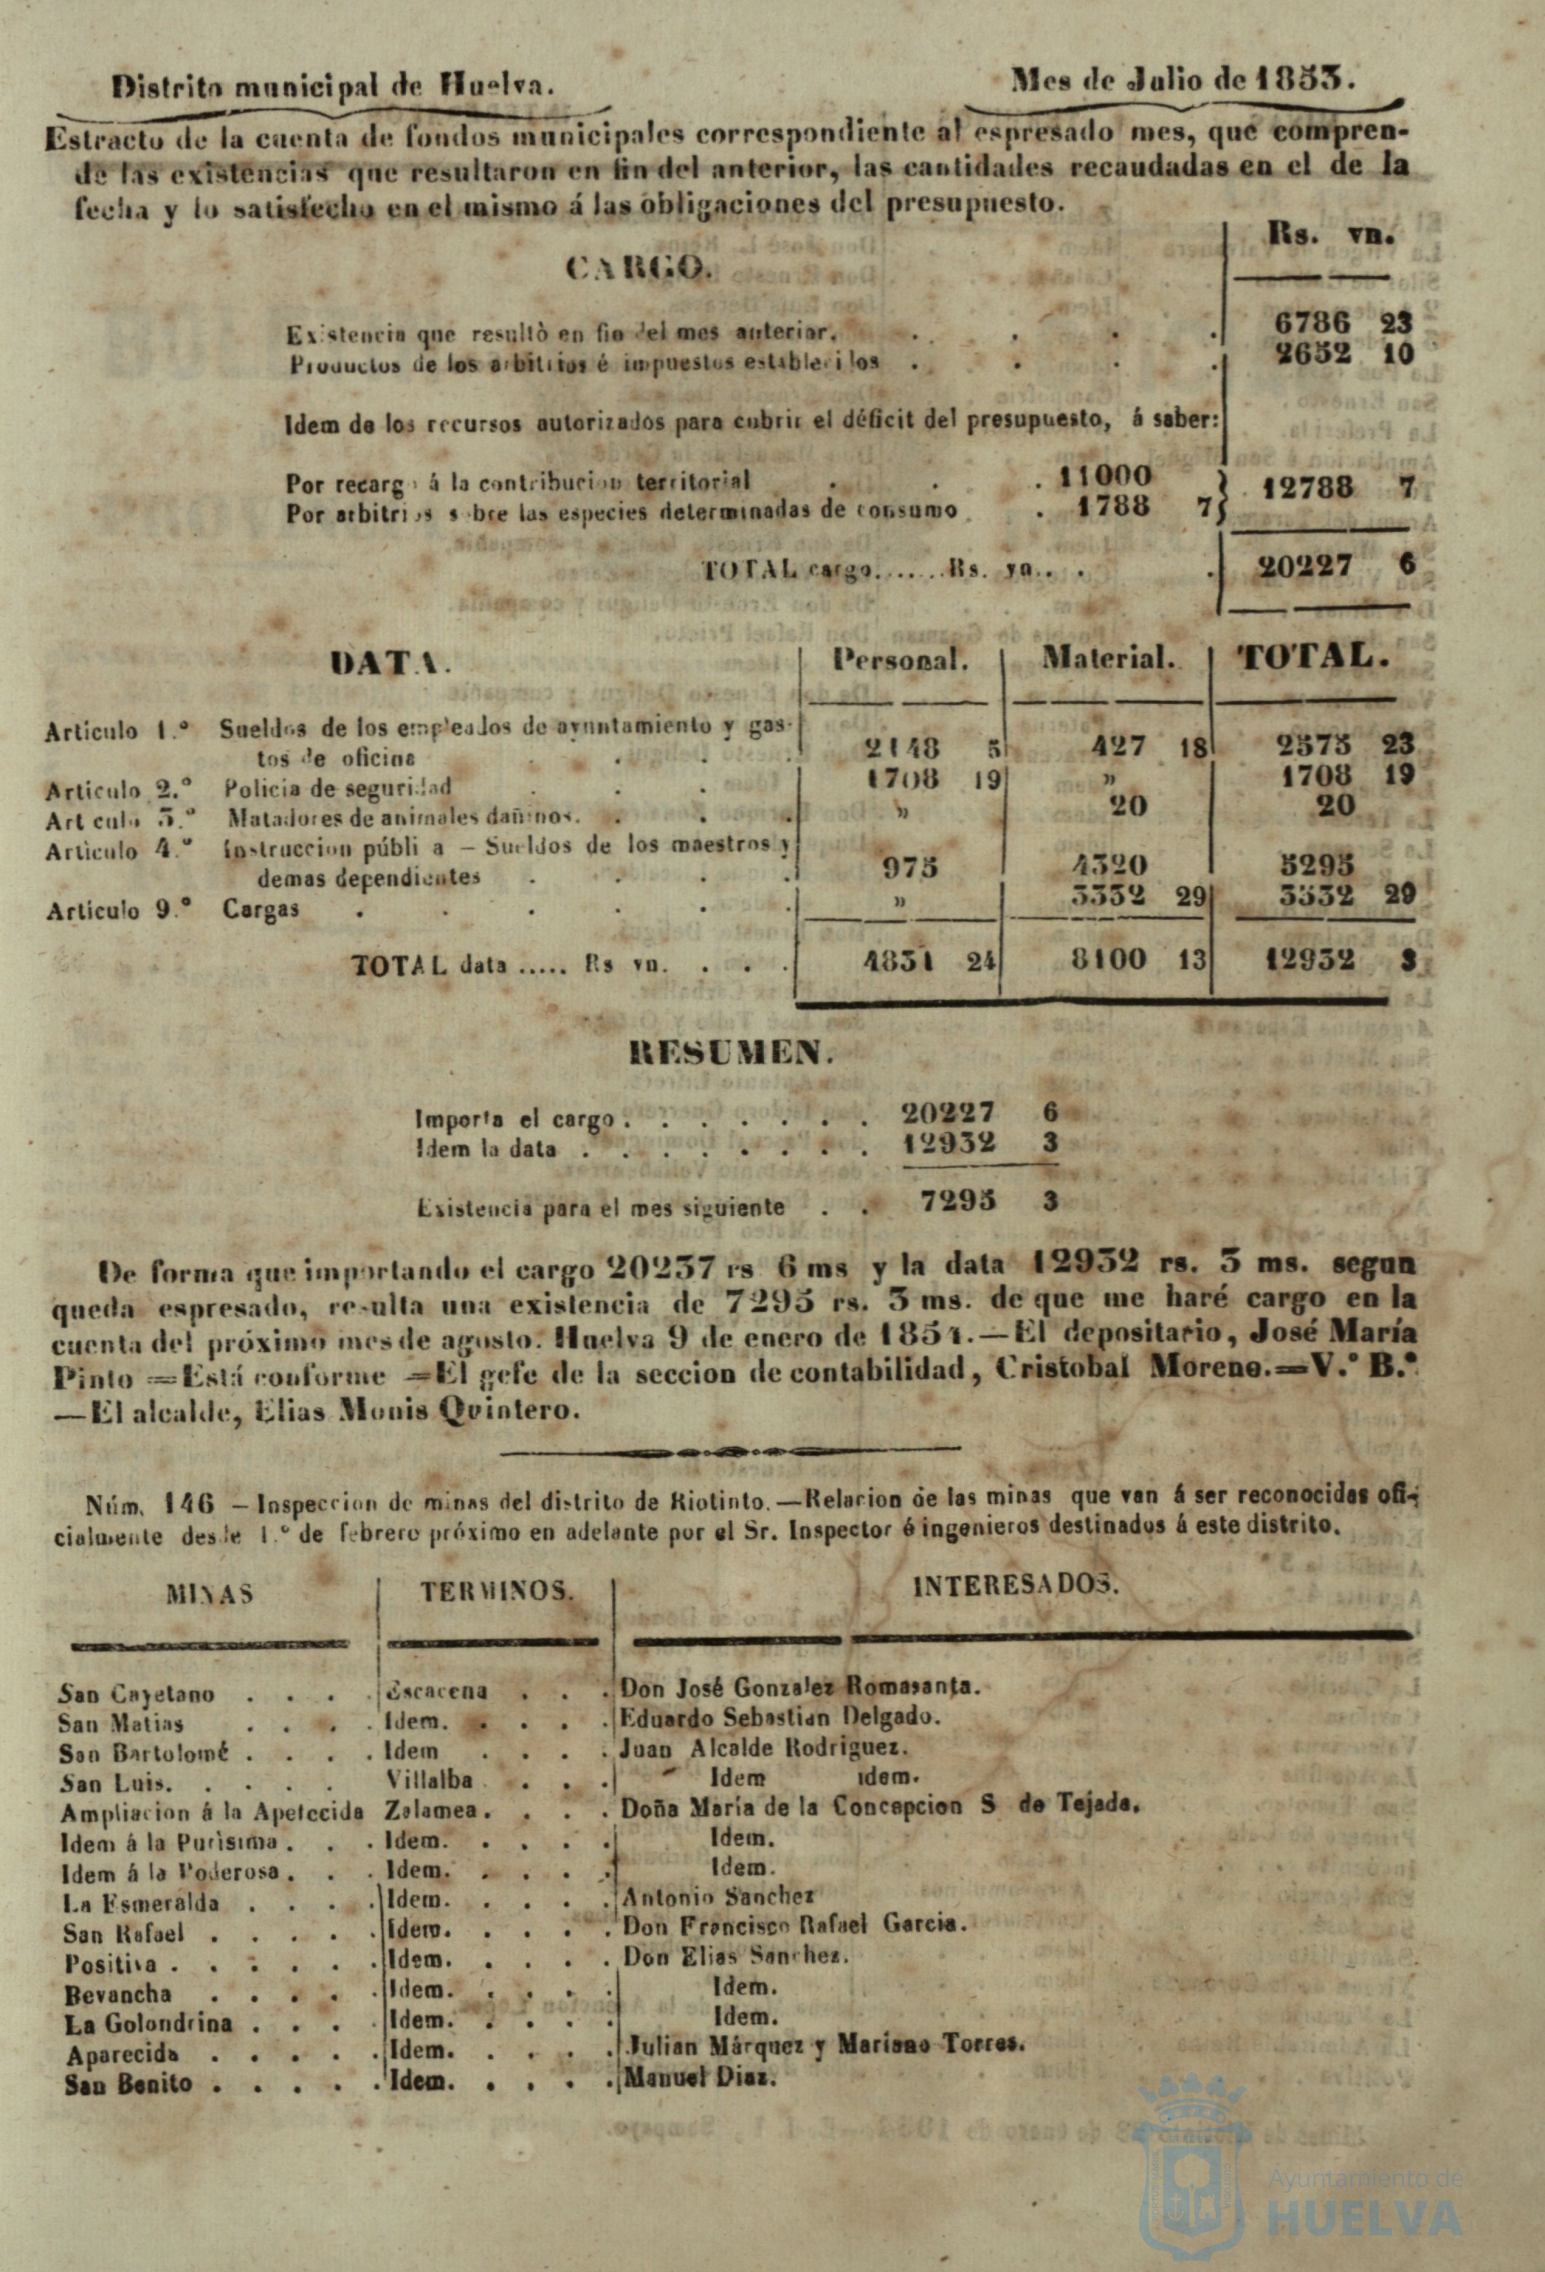 Distrito municipal de Huelva. Mes de Julio de 1853.
Estracto de la cuenta de fondos municipales correspondiente al espresado mes, que compren-
de las existencias que resultaron en fin del anterior, las cantidades recaudadas en el de la
fecha y lo satisfecho en el mismo á las obligaciones del presupuesto.
Rs. vn.
CARGO.
Existencia que resultò en fin del mes anterior. . . . . 6786 23
Productos de los arbitrios é impuestos establecidos . . . . 2652 10
Idem de los recursos autorizados para cubrir el déficit del presupuesto, á saber:
Por recargo á la contribucion territorial . . . 11000
Por arbitrios sobre las especies determinadas de consumo . 1788 7} 12788 7
TOTAL cargo.......Rs. vn. . . . 20227 6
DATA. Personal. Material. TOTAL.
Articulo 1.º Sueldos de los empleados de ayuntamiento y gas-
tos de oficina . . . 2148 5 427 18 2575 23
Articulo 2.º Policia de seguridad . . . 1708 19 » 1708 19
Art culo 3.º Matadores de animales dañinos. . . . » 20 20
Artìculo 4.º Instruccion públi a — Sueldos de los maestros y
demas dependientes . . . . 975 4320 5295
Articulo 9.º Cargas . . . . . . » 3332 29 3332 29
TOTAL data ..... Rs vn. . . . 4831 24 8100 13 12932 3
RESUMEN.
Importa el cargo . . . . . . . 20227 6
Idem la data . . . . . . . . 12932 3
Existencia para el mes siguiente . . 7295 3
De forma que importando el cargo 20237 rs 6 ms y la data 12932 rs. 3 ms. segun
queda espresado, resulta una existencia de 7295 rs. 3 ms. de que me haré cargo en la
cuenta del próximo mes de agosto. Huelva 9 de enero de 1854.—El depositario, José María
Pinto =Está conforme =El gefe de la seccion de contabilidad, Cristobal Moreno.=V.º B.º
—El alcalde, Elias Monis Quintero.
Núm. 146 — Inspeccion de minas del distrito de Riotinto.—Relacion de las minas que van á ser reconocidas ofi-
cialmente desde 1.º de febrero próximo en adelante por el Sr. Inspector é ingenieros destinados á este distrito.
MINAS TERMINOS. INTERESADOS.
San Cayetano . . . . Escacena . . . Don José Gonzalez Romasanta.
San Matias . . . . Idem. . . . . Eduardo Sebastian Delgado.
San Bartolomé . . . . Idem . . . . Juan Alcalde Rodriguez.
San Luis. . . . . Villalba . . . Idem idem.
Ampliacion á la Apetecida Zalamea. . . . Doña María de la Concepcion S de Tejada.
Idem á la Purìsima . . . Idem. . . . . Idem.
Idem á la Poderosa . . . Idem. . . . . Idem.
La Esmeralda . . . . Idem. . . . . Antonio Sanchez
San Rafael . . . . . Idem. . . . . Don Francisco Rafael Garcia.
Positiva . . . . . . Idem. . . . . Don Elias Sanchez.
Bevancha . . . . . Idem. . . . . Idem.
La Golondrina . . . . Idem. . . . . Idem.
Aparecida . . . . . Idem. . . . . Julian Márquez y Mariano Torres.
San Benito . . . . . Idem. . . . . Manuel Diaz.
Ayuntamiento de
HUELVA